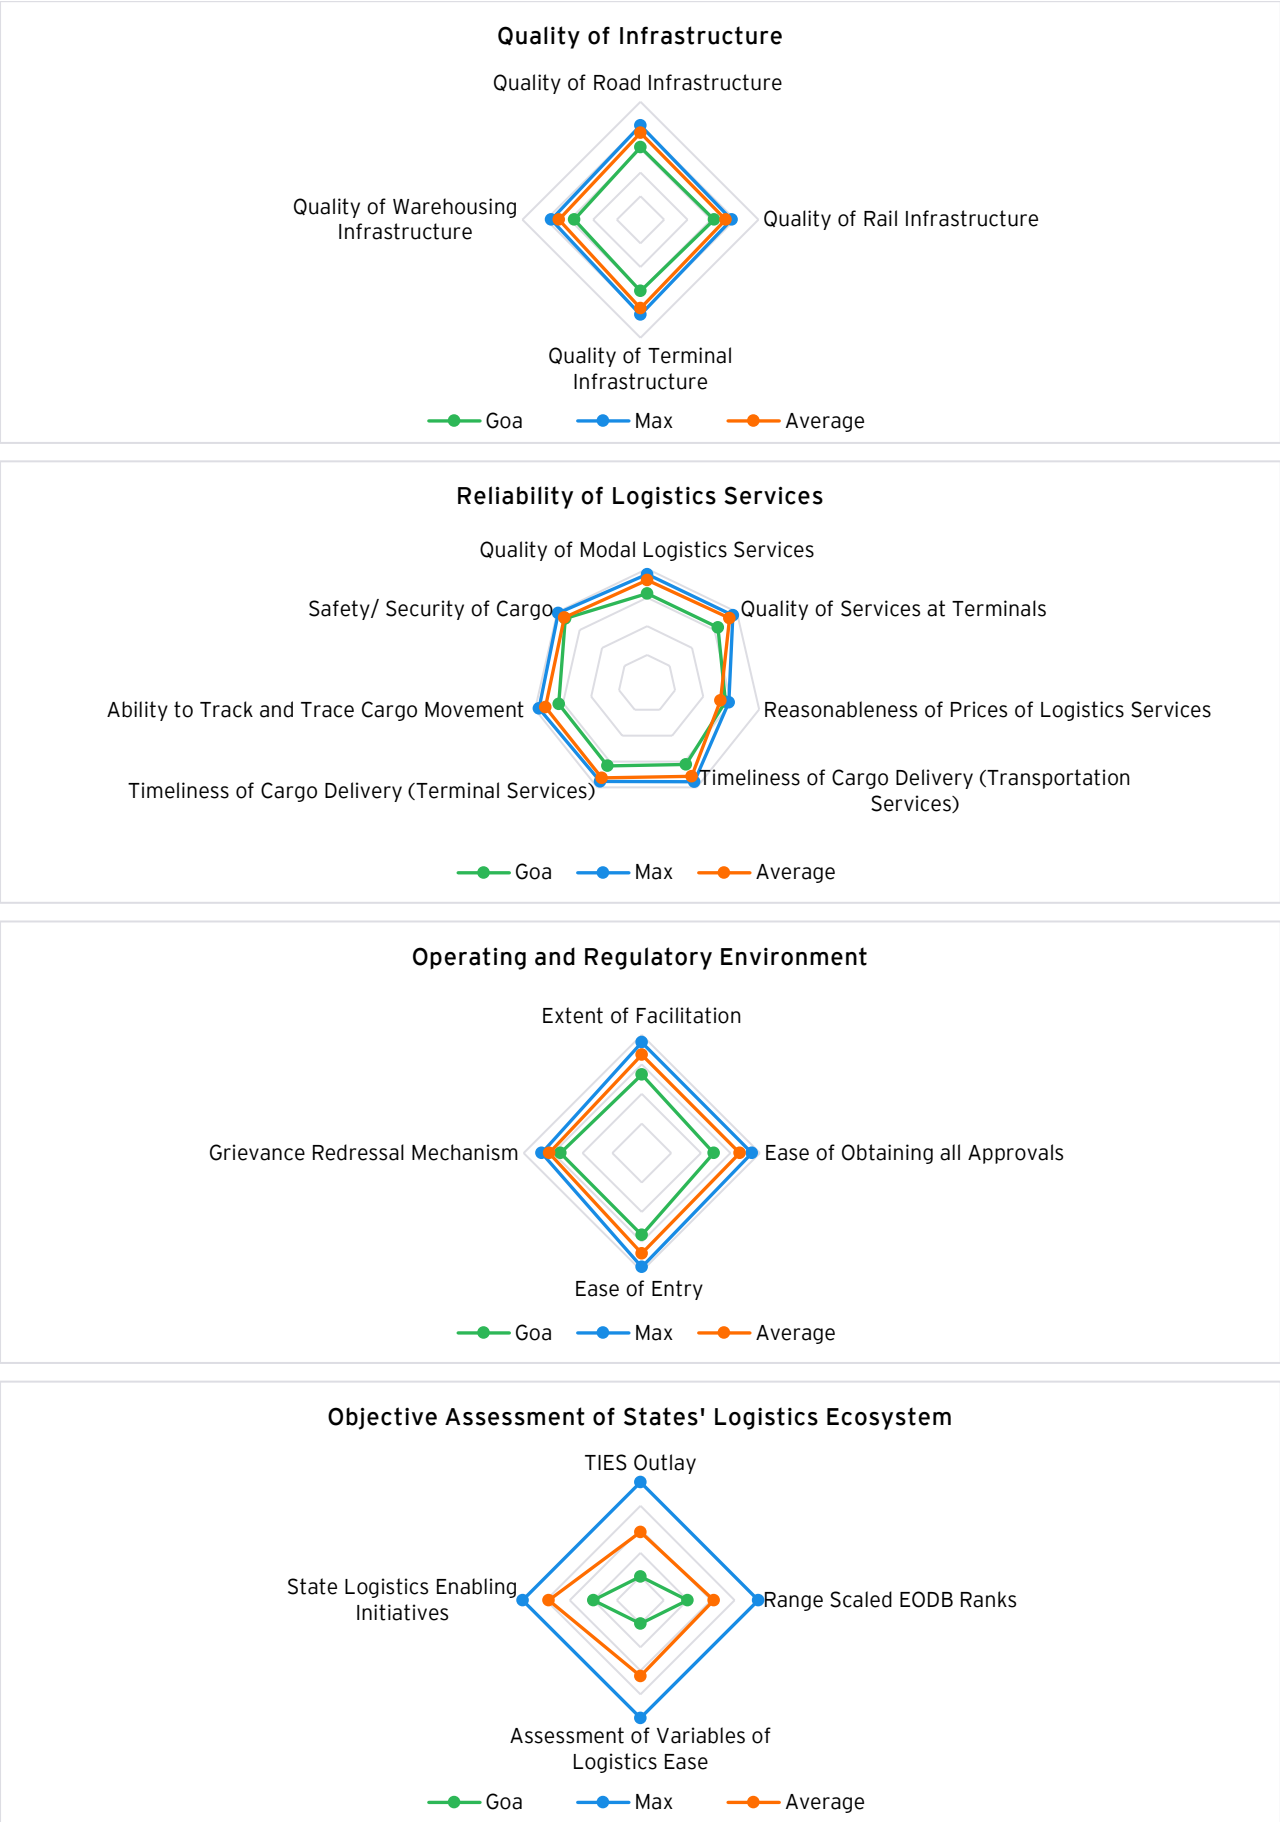 Quality of Infrastructure
Quality of Road Infrastructure
Quality of Warehousing
Infrastructure
Quality of Rail Infrastructure
Quality of Terminal
Infrastructure
Goa Max Average
Reliability of Logistics Services
Quality of Modal Logistics Services
Safety/ Security of Cargo
Quality of Services at Terminals
Ability to Track and Trace Cargo Movement
Reasonableness of Prices of Logistics Services
Timeliness of Cargo Delivery (Terminal Services)
Timeliness of Cargo Delivery (Transportation
Services)
Goa Max Average
Operating and Regulatory Environment
Extent of Facilitation
Grievance Redressal Mechanism
Ease of Obtaining all Approvals
Ease of Entry
Goa Max Average
Objective Assessment of States' Logistics Ecosystem
TIES Outlay
State Logistics Enabling
Initiatives
Range Scaled EODB Ranks
Assessment of Variables of
Logistics Ease
Goa Max Average